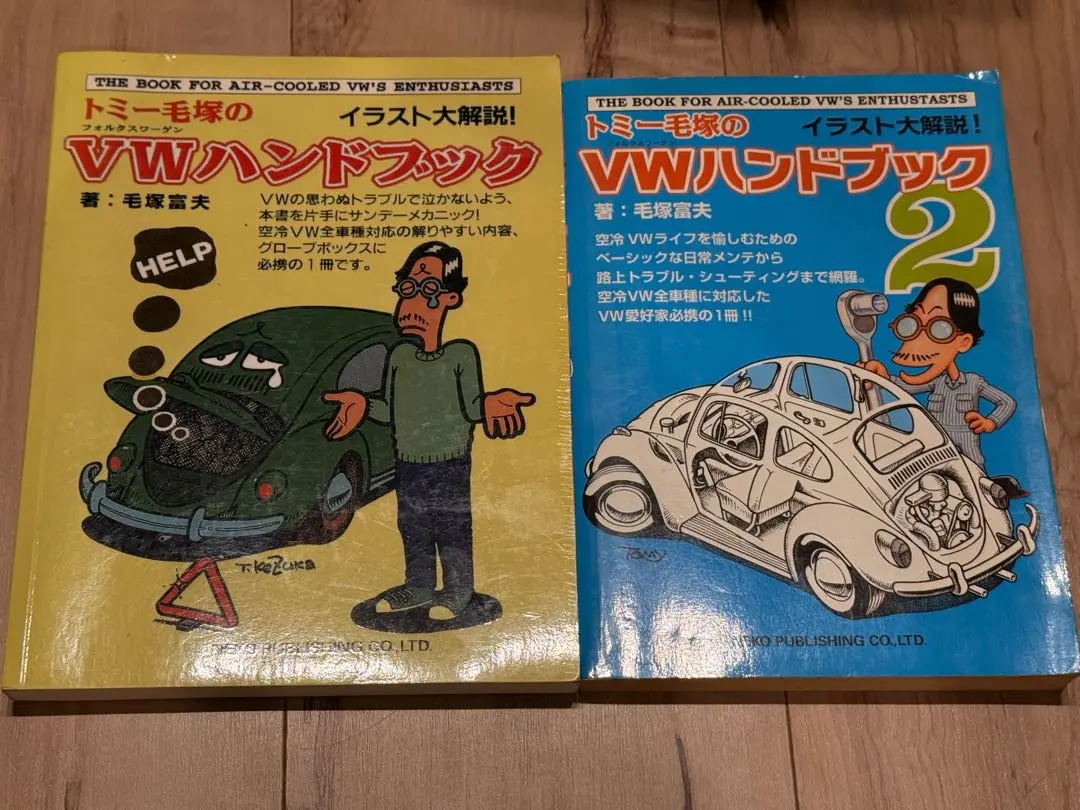 THE BOOK FOR AIR-COOLED VW'S ENTHUSIASTS
トミー毛塚の
イラスト大解説!
フォルクスワーゲン
VWハンドブック
著：毛塚富夫
VWの思わぬトラブルで泣かないよう、
本書を片手にサンデーメカニック!
空冷VW全車種対応の解りやすい内容、
グローブボックスに
必携の1冊です。
HELP
T.KeZuka
NEKO PUBLISHING CO.,LTD.
THE BOOK FOR AIR-COOLED VW'S ENTHUSTASTS
トミー毛塚の
イラスト大解説!
フォルクスワーゲン
VWハンドブック
2
著：毛塚富夫
空冷VWライフを愉しむための
ベーシックな日常メンテから
路上トラブル・シューティングまで網羅。
空冷VW全車種に対応した
VW愛好家必携の1冊!!
Tomy
NEKO PUBLISHING CO.,LTD.